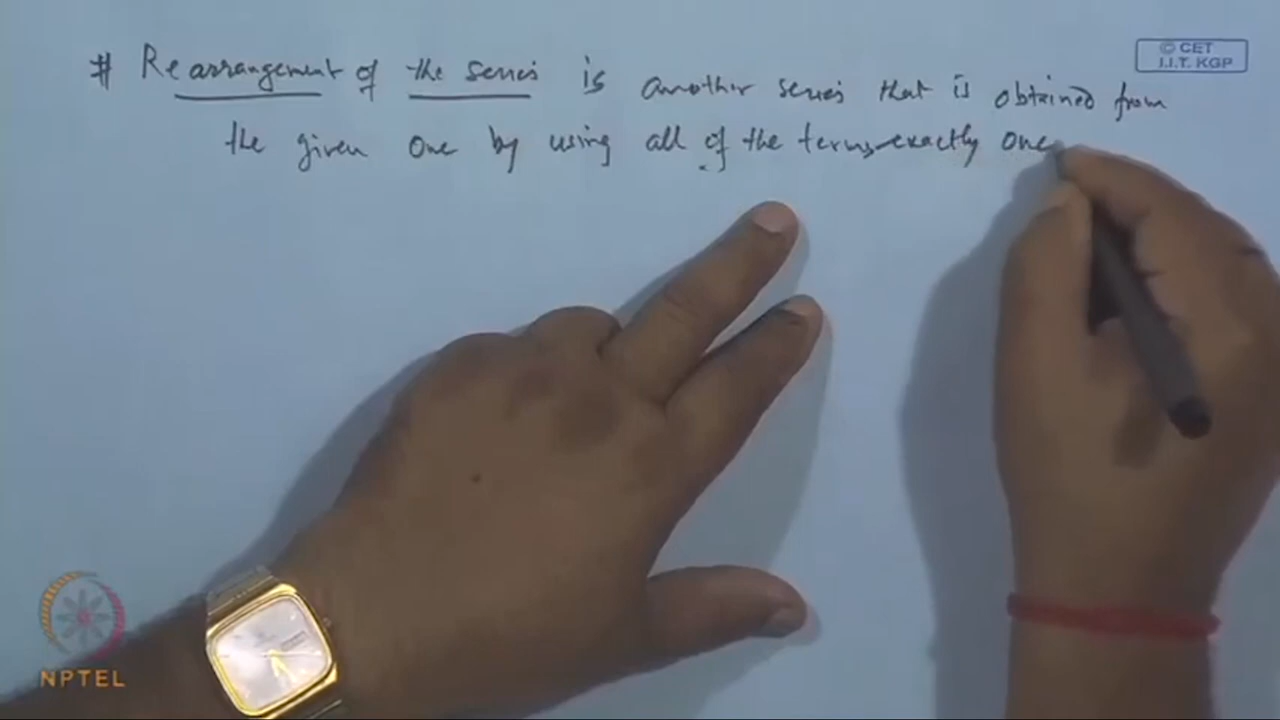 © CET
I.I.T. KGP
# Rearrangement of the series is another series that is obtained from
the given one by using all of the terms exactly one
NPTEL